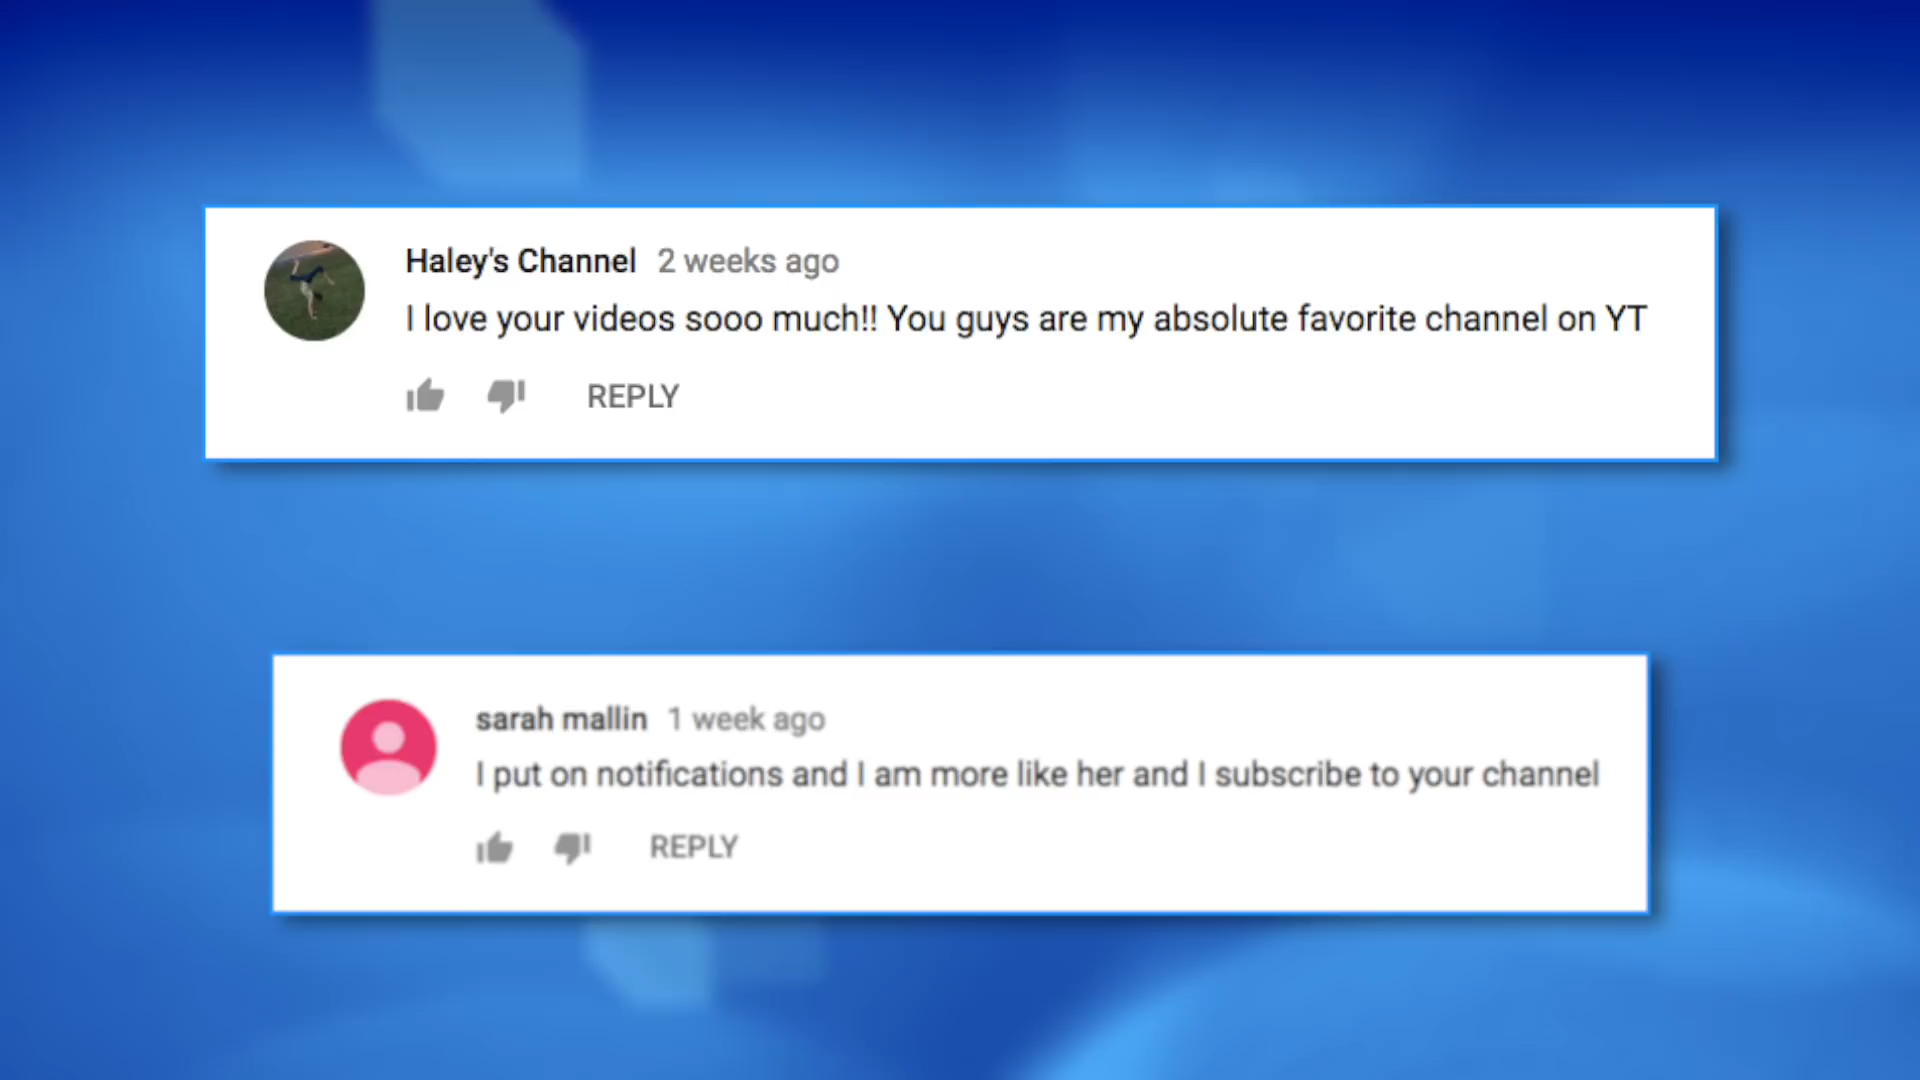 Haley's Channel 2 weeks ago
I love your videos sooo much!! You guys are my absolute favorite channel on YT
REPLY
sarah mallin 1 week ago
I put on notifications and I am more like her and I subscribe to your channel
REPLY